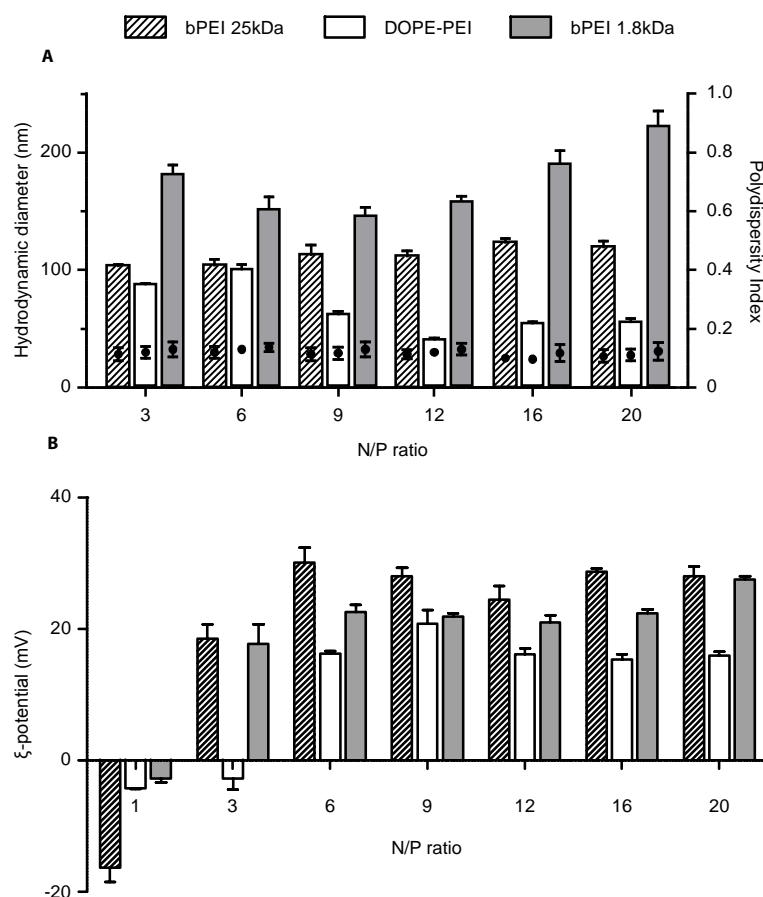 bPEI 25kDa DOPE-PEI bPEI 1.8kDa
A
Hydrodynamic diameter (nm)
200
100
0
1.0
0.8
0.6
0.4
0.2
0
Polydispersity Index
3 6 9 12 16 20
N/P ratio
B
ξ-potential (mV)
40
20
0
-20
1 3 6 9 12 16 20
N/P ratio